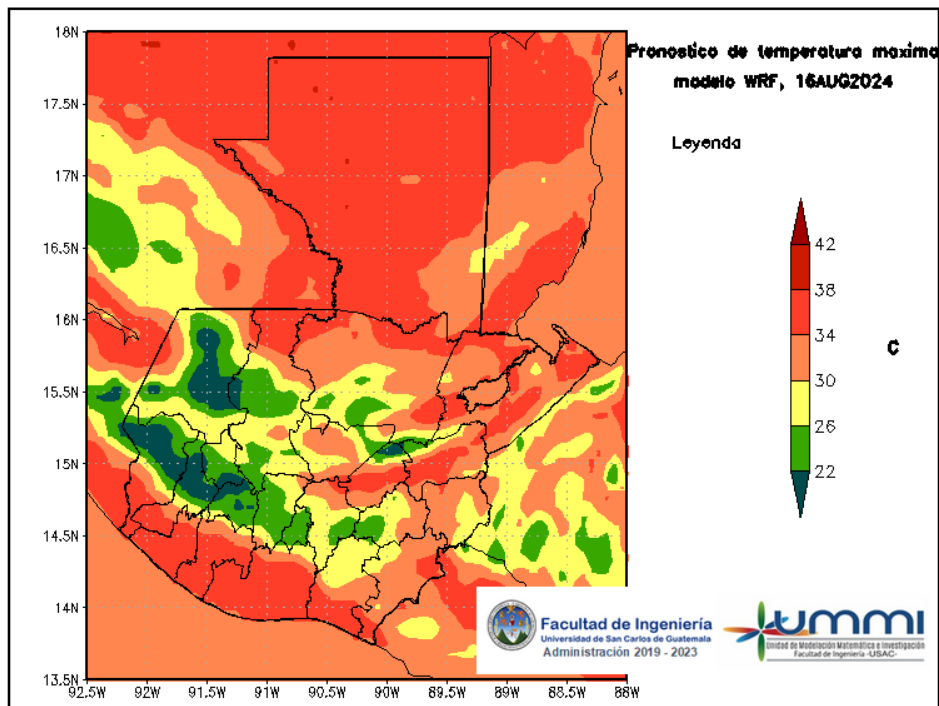 Pronostico de temperatura maxima
modelo WRF, 16AUG2024
Leyenda
42
38
34
30
26
22
C
18N
17.5N
17N
16.5N
16N
15.5N
15N
14.5N
14N
13.5N
92.5W
92W
91.5W
91W
90.5W
90W
89.5W
89W
88.5W
88W
Facultad de Ingeniería
Universidad de San Carlos de Guatemala
Administración 2019 - 2023
ummi
Unidad de Modelación Matemática e Investigación
Facultad de Ingeniería -USAC-